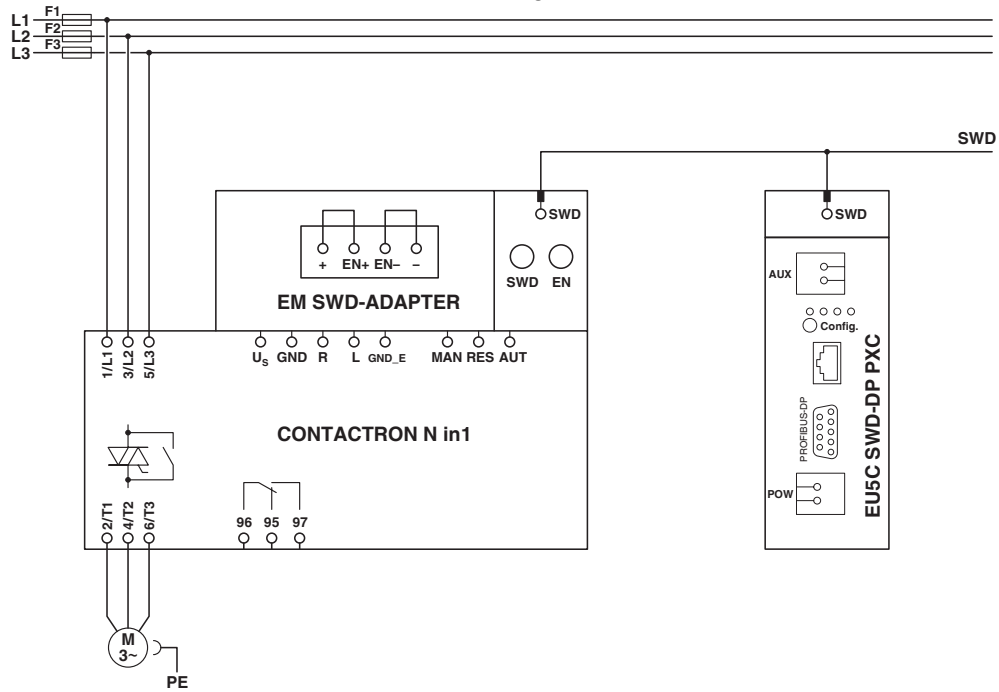 F1
L1
F2
L2
F3
L3
SWD
SWD
SWD
+ EN+ EN– –
SWD EN
EM SWD-ADAPTER
AUX
Config.
1/L1
3/L2
5/L3
US GND R L GND_E MAN RES AUT
CONTACTRON N in1
PROFIBUS-DP
EU5C SWD-DP PXC
POW
2/T1
4/T2
6/T3
96 95 97
M
3~
PE